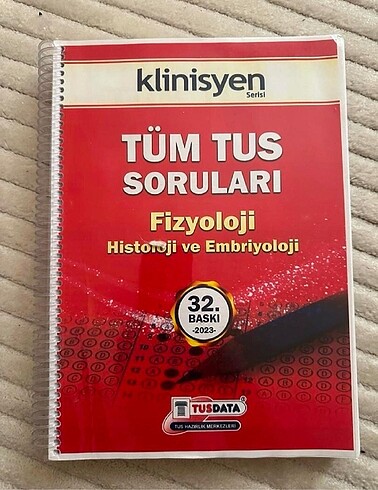 klinisyen
Serisi
TÜM TUS
SORULARI
Fizyoloji
Histoloji ve Embriyoloji
32.
BASKI
-2023-
TUSDATA
TUS HAZIRLIK MERKEZLERİ